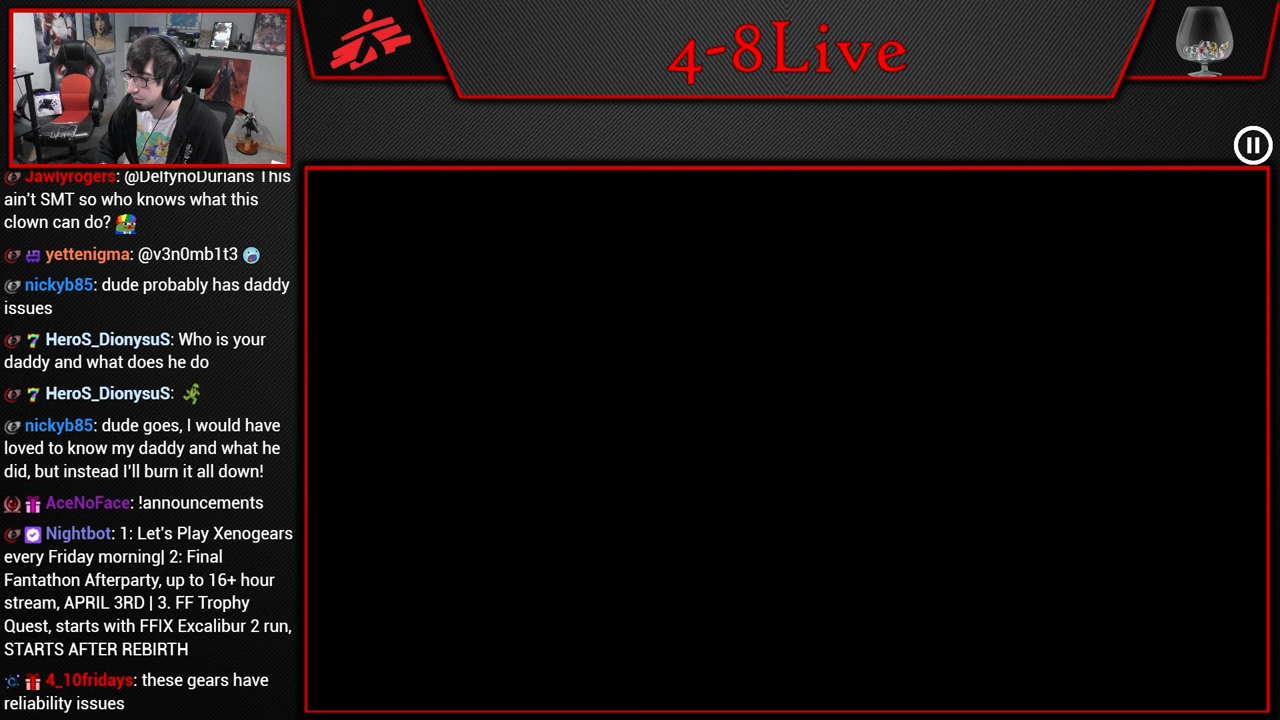 4-8Live
Jawlyrogers: @DelfynoDurians This
ain't SMT so who knows what this
clown can do?
yettenigma: @v3n0mb1t3
nickyb85: dude probably has daddy
issues
HeroS_DionysuS: Who is your
daddy and what does he do
HeroS_DionysuS:
nickyb85: dude goes, I would have
loved to know my daddy and what he
did, but instead I'll burn it all down!
AceNoFace: !announcements
Nightbot: 1: Let's Play Xenogears
every Friday morning| 2: Final
Fantathon Afterparty, up to 16+ hour
stream, APRIL 3RD | 3. FF Trophy
Quest, starts with FFIX Excalibur 2 run,
STARTS AFTER REBIRTH
4_10fridays: these gears have
reliability issues